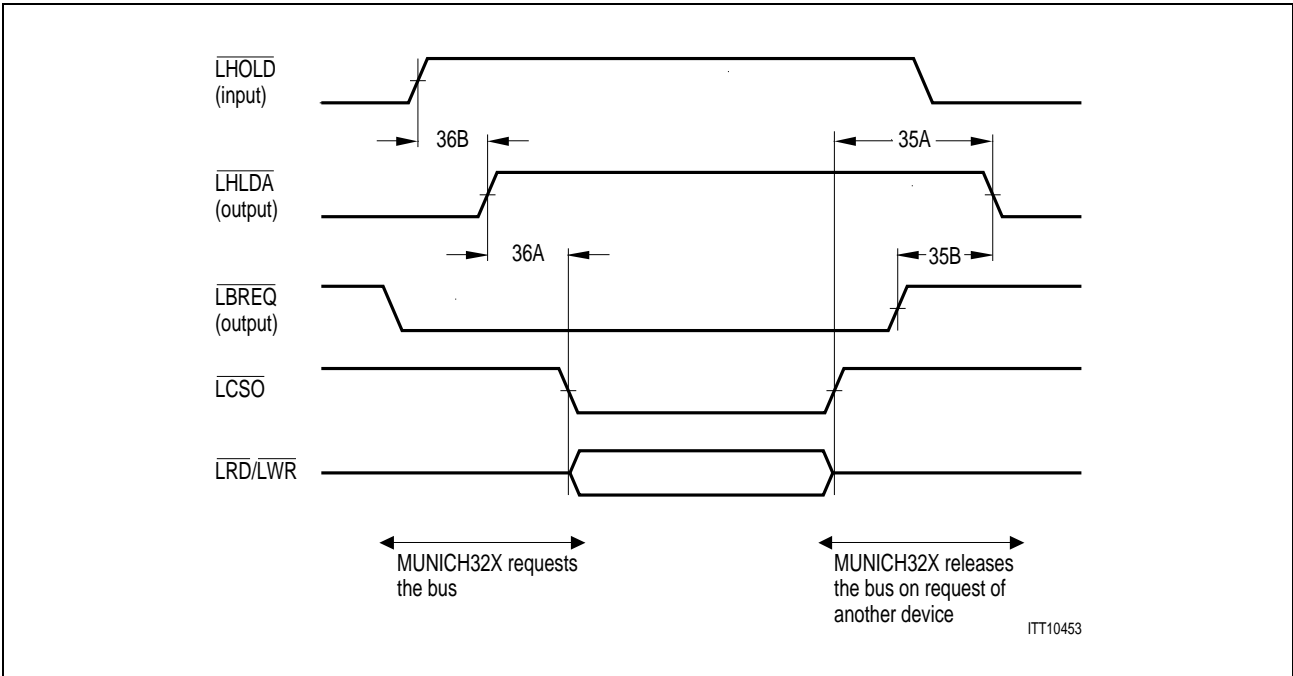 LHOLD
(input)
36B
35A
LHLDA
(output)
36A
35B
LBREQ
(output)
LCSO
LRD/LWR
MUNICH32X requests
the bus
MUNICH32X releases
the bus on request of
another device
ITT10453